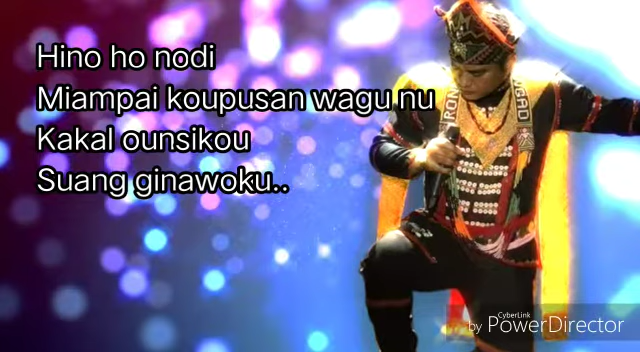 Hino ho nodi
Miampai koupusan wagu nu
Kakal ounsikou
Suang ginawoku..
CyberLink
by PowerDirector